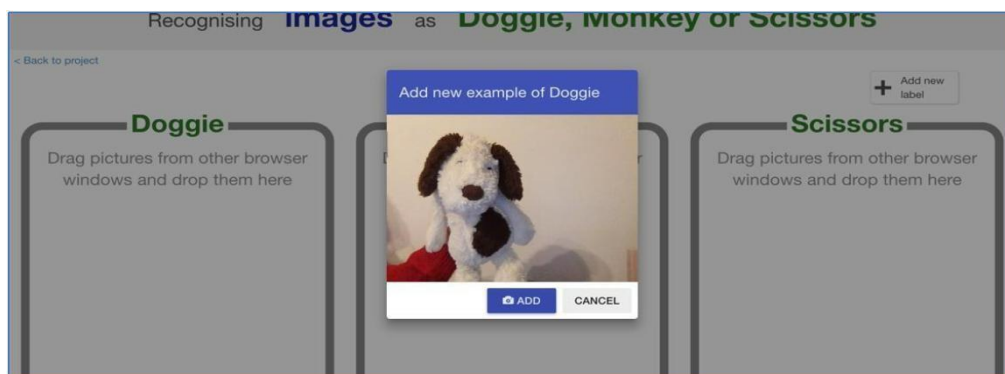 Recognising Images as Doggie, Monkey or Scissors
< Back to project
Add new
label
Add new example of Doggie
Doggie
Drag pictures from other browser
windows and drop them here
Scissors
Drag pictures from other browser
windows and drop them here
ADD
CANCEL